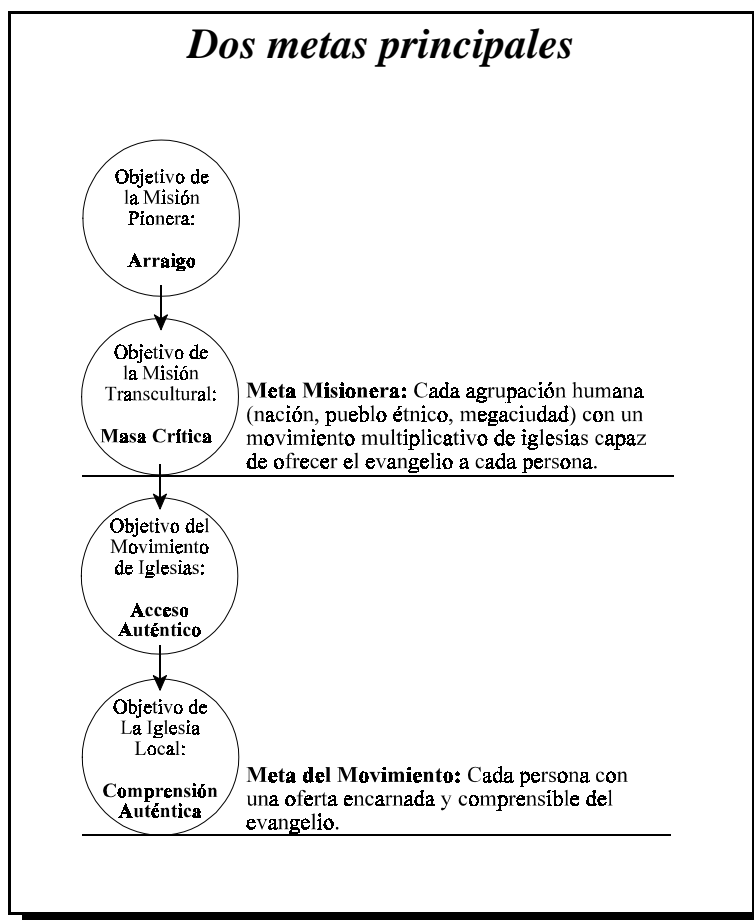 Dos metas principales
Objetivo de
la Misión
Pionera:
Arraigo
Objetivo de
la Misión
Transcultural:
Masa Crítica
Meta Misionera: Cada agrupación humana
(nación, pueblo étnico, megaciudad) con un
movimiento multiplicativo de iglesias capaz
de ofrecer el evangelio a cada persona.
Objetivo del
Movimiento
de Iglesias:
Acceso
Auténtico
Objetivo de
La Iglesia
Local:
Comprensión
Auténtica
Meta del Movimiento: Cada persona con
una oferta encarnada y comprensible del
evangelio.